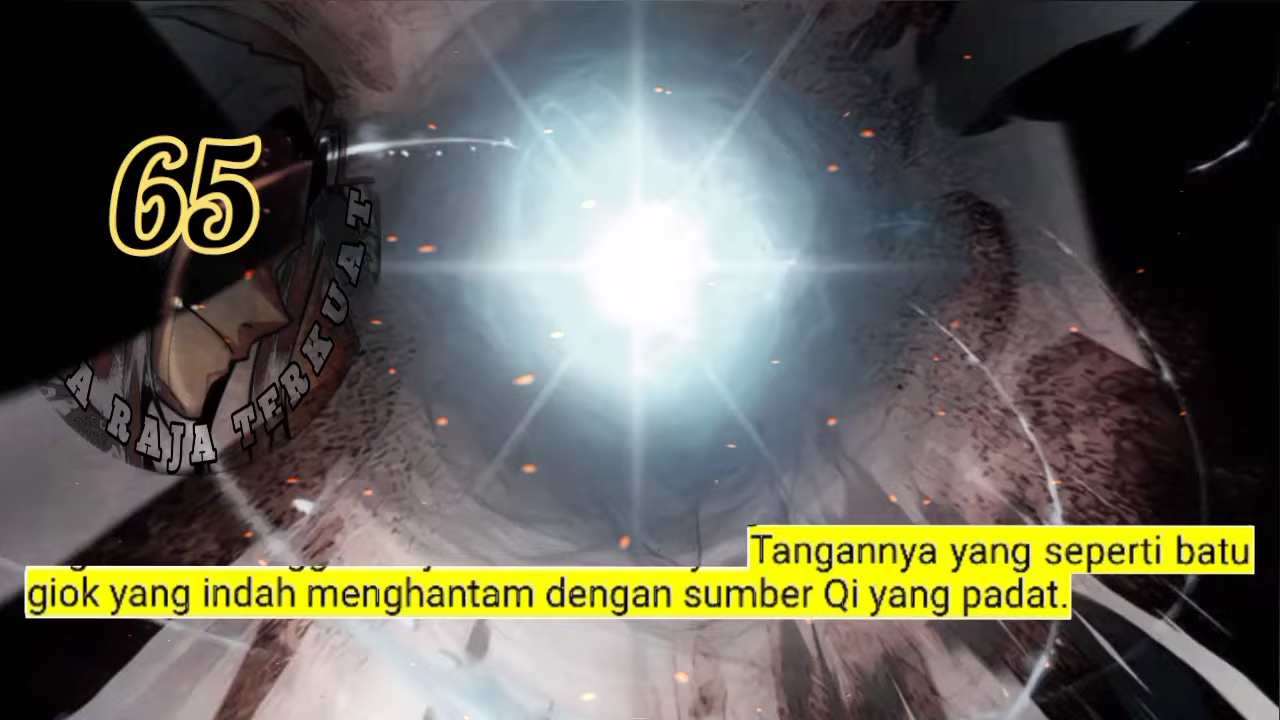 65
A RAJA TERKUAT
Tangannya yang seperti batu
giok yang indah menghantam dengan sumber Qi yang padat.